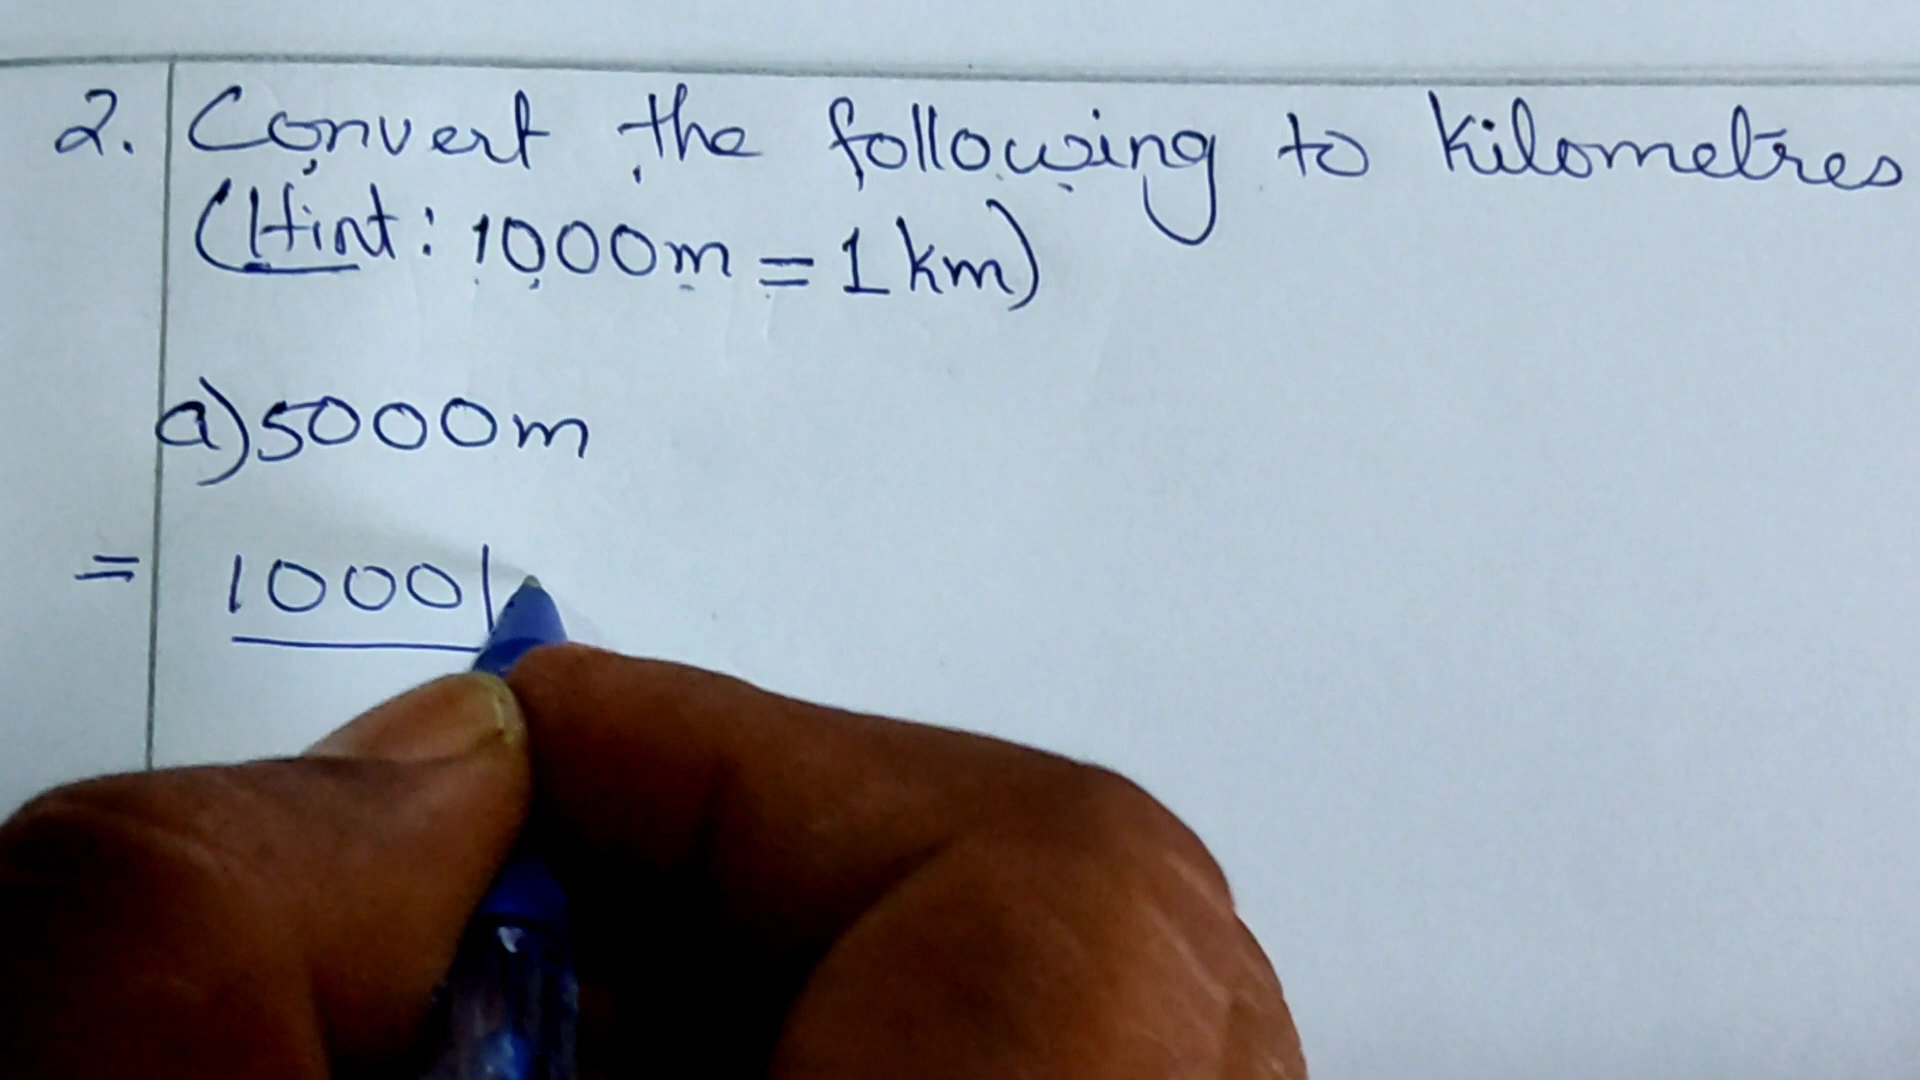 2. Convert the following to kilometres
(Hint: 1000m = 1km)
a) 5000m
= 1000